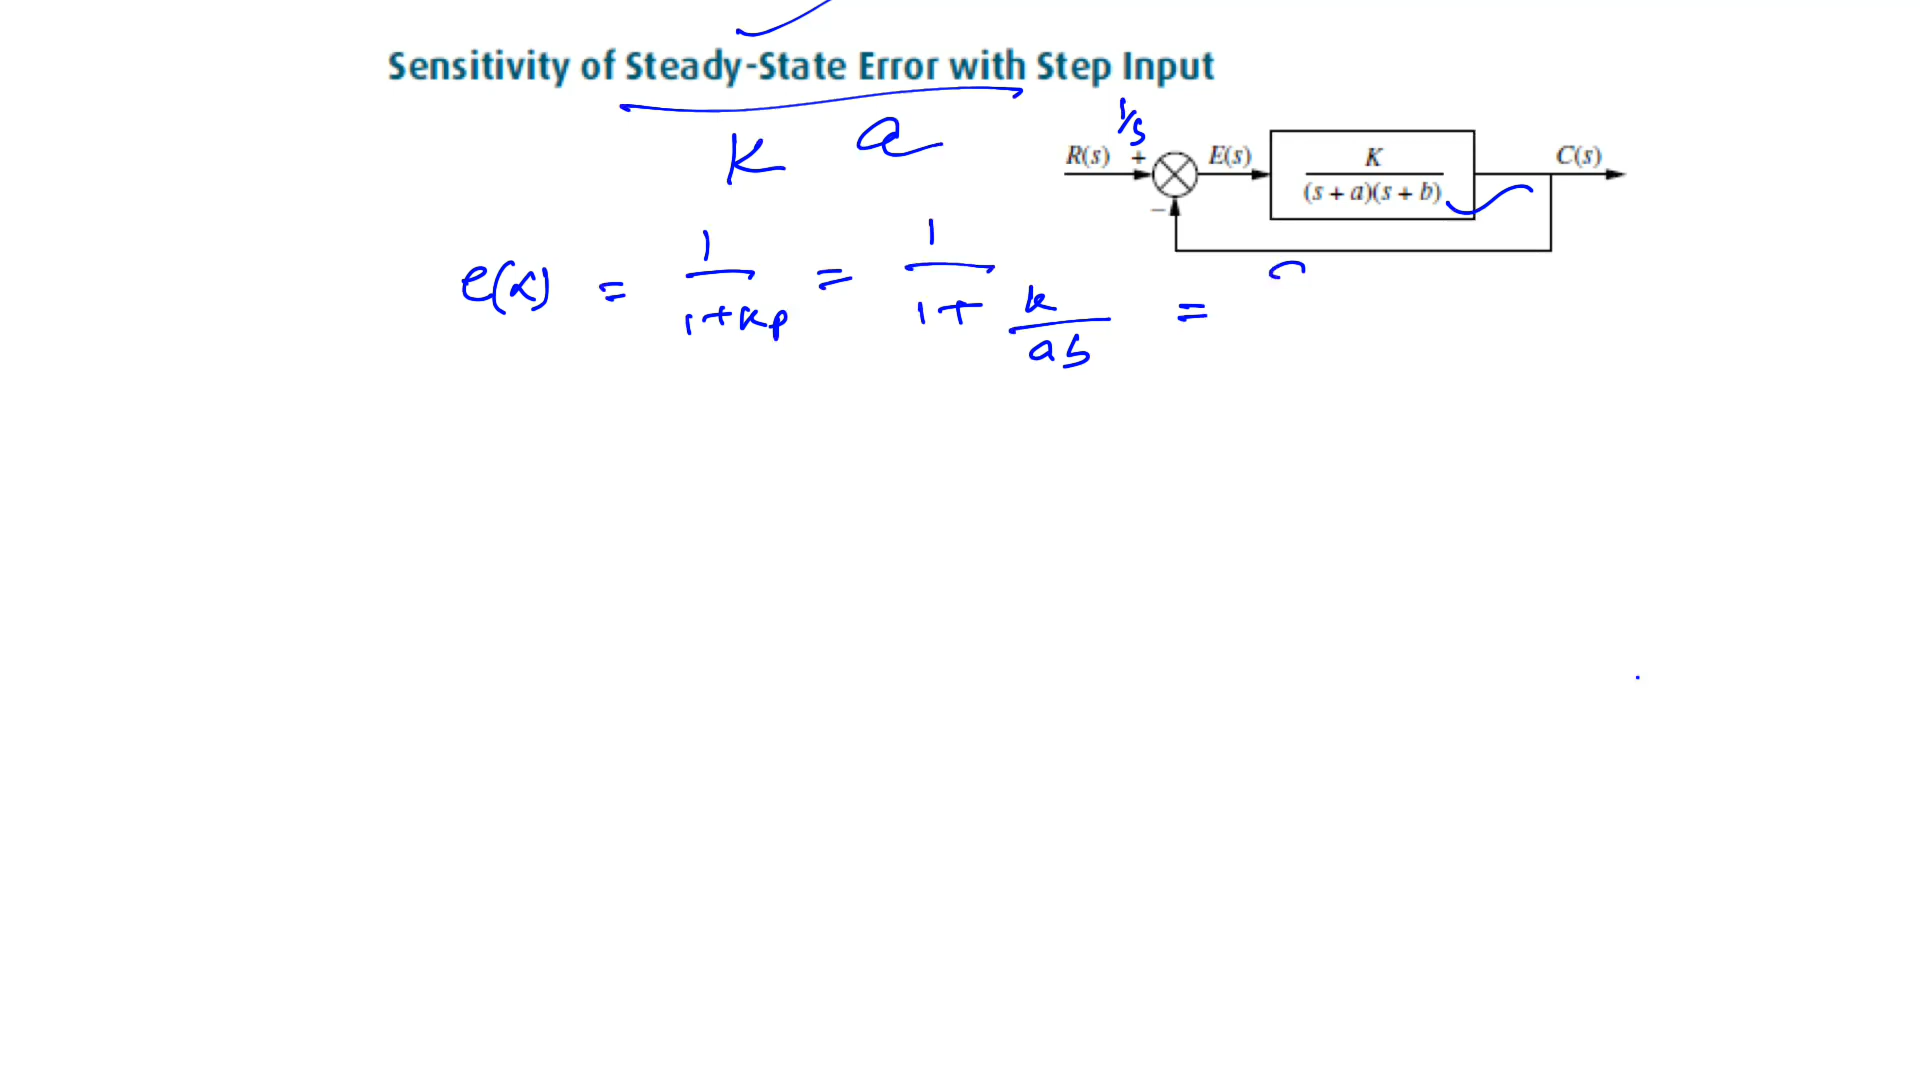 Sensitivity of Steady-State Error with Step Input
K a
1/s
R(s) + E(s) K C(s)
(s + a)(s + b)
−
e(∝) = 1 = 1
1+Kp 1+ K =
ab